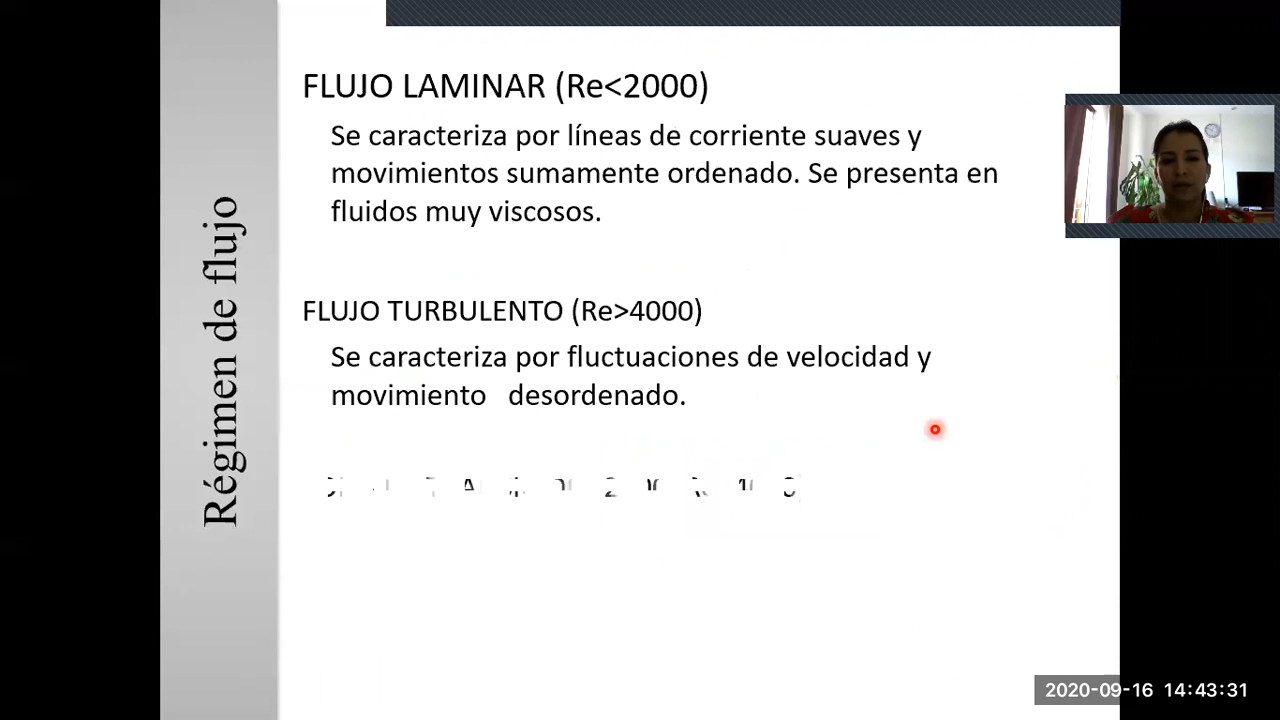 Régimen de flujo
FLUJO LAMINAR (Re<2000)
Se caracteriza por líneas de corriente suaves y
movimientos sumamente ordenado. Se presenta en
fluidos muy viscosos.
FLUJO TURBULENTO (Re>4000)
Se caracteriza por fluctuaciones de velocidad y
movimiento desordenado.
2020-09-16 14:43:31